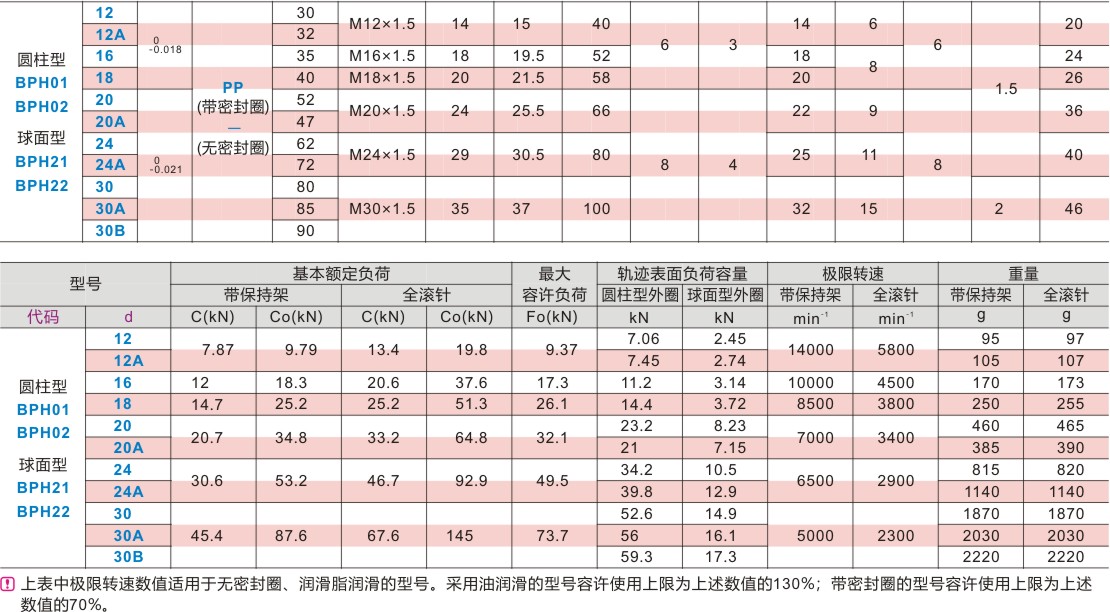 12 30 M12×1.5 14 15 40 6 3 14 6 6 1.5 20
12A 0 -0.018 32
16 35 M16×1.5 18 19.5 52 18 8 24
圆柱型
BPH01
BPH02
球面型
BPH21
BPH22
18 PP (带密封圈) — (无密封圈) 40 M18×1.5 20 21.5 58 20 26
20 52 M20×1.5 24 25.5 66 22 9 36
20A 47
24 62 M24×1.5 29 30.5 80 8 4 25 11 8 40
24A 0 -0.021 72
30 80
30A 85 M30×1.5 35 37 100 32 15 2 46
30B 90
型号 基本额定负荷 最大 轨迹表面负荷容量 极限转速 重量
带保持架 全滚针 容许负荷 圆柱型外圈 球面型外圈 带保持架 全滚针 带保持架 全滚针
代码 d C(kN) Co(kN) C(kN) Co(kN) Fo(kN) kN kN min⁻¹ min⁻¹ g g
圆柱型
BPH01
BPH02
球面型
BPH21
BPH22
12 7.87 9.79 13.4 19.8 9.37 7.06 2.45 14000 5800 95 97
12A 7.45 2.74 105 107
16 12 18.3 20.6 37.6 17.3 11.2 3.14 10000 4500 170 173
18 14.7 25.2 25.2 51.3 26.1 14.4 3.72 8500 3800 250 255
20 20.7 34.8 33.2 64.8 32.1 23.2 8.23 7000 3400 460 465
20A 21 7.15 385 390
24 30.6 53.2 46.7 92.9 49.5 34.2 10.5 6500 2900 815 820
24A 39.8 12.9 1140 1140
30 52.6 14.9 1870 1870
30A 45.4 87.6 67.6 145 73.7 56 16.1 5000 2300 2030 2030
30B 59.3 17.3 2220 2220
! 上表中极限转速数值适用于无密封圈、润滑脂润滑的型号。采用油润滑的型号容许使用上限为上述数值的130%；带密封圈的型号容许使用上限为上述
数值的70%。